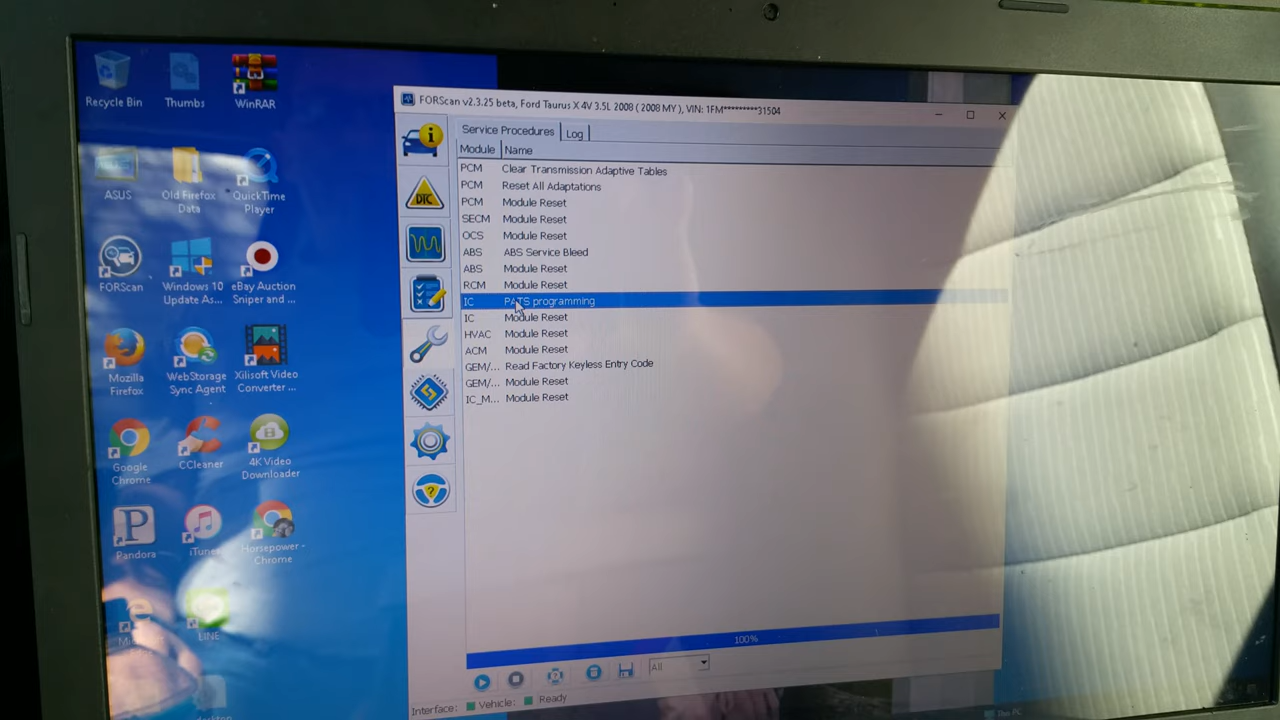 Recycle Bin
Thumbs
WinRAR
ASUS
Old Firefox
Data
QuickTime
Player
FORScan
Windows 10
Update As...
eBay Auction
Sniper and ...
Mozilla
Firefox
WebStorage
Sync Agent
Xilisoft Video
Converter ...
Google
Chrome
CCleaner
4K Video
Downloader
Pandora
iTunes
Horsepower -
Chrome
LINE
FORScan v2.3.25 beta, Ford Taurus X 4V 3.5L 2008 ( 2008 MY ), VIN: 1FM*********31504
Service Procedures
Log
Module Name
PCM Clear Transmission Adaptive Tables
PCM Reset All Adaptations
PCM Module Reset
SECM Module Reset
OCS Module Reset
ABS ABS Service Bleed
ABS Module Reset
RCM Module Reset
IC PATS programming
IC Module Reset
HVAC Module Reset
ACM Module Reset
GEM/... Read Factory Keyless Entry Code
GEM/... Module Reset
IC_M... Module Reset
DTC
100%
All
Interface: Vehicle: Ready
This PC